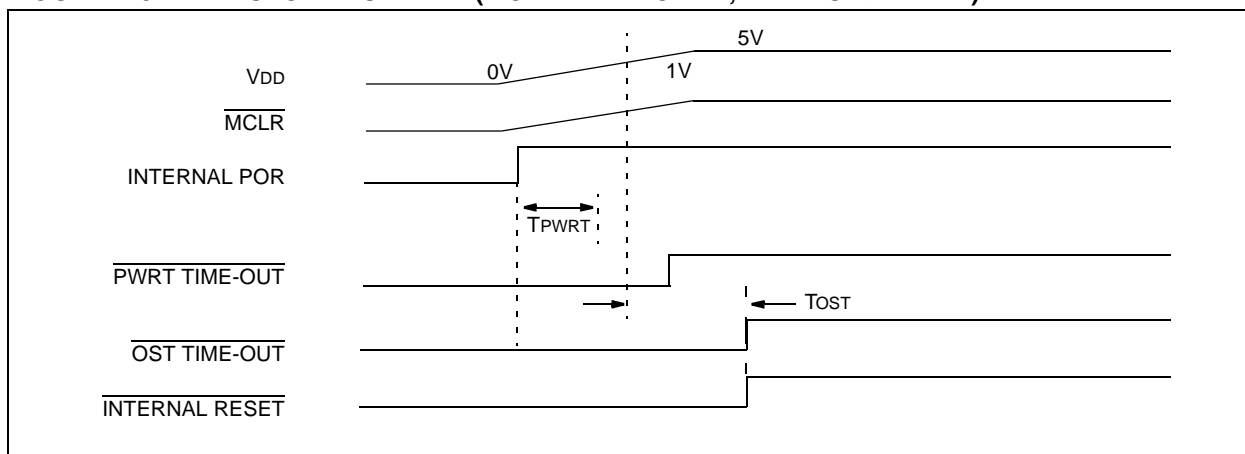 5V
0V
1V
VDD
MCLR
INTERNAL POR
TPWRT
PWRT TIME-OUT
TOST
OST TIME-OUT
INTERNAL RESET